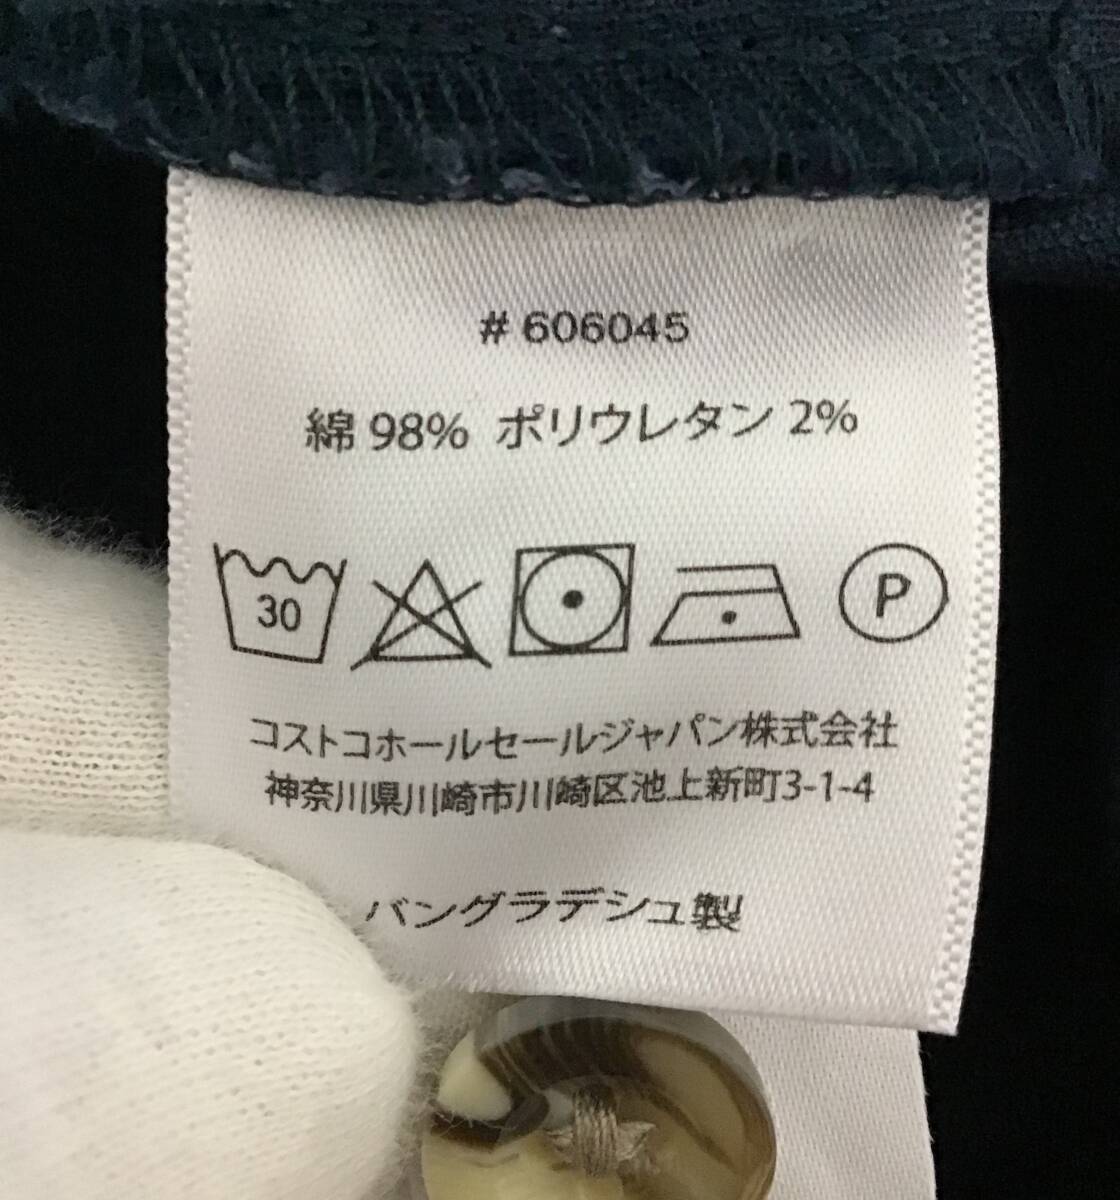 # 606045
綿 98% ポリウレタン 2%
30 P
コストコホールセールジャパン株式会社
神奈川県川崎市川崎区池上新町3-1-4
バングラデシュ製